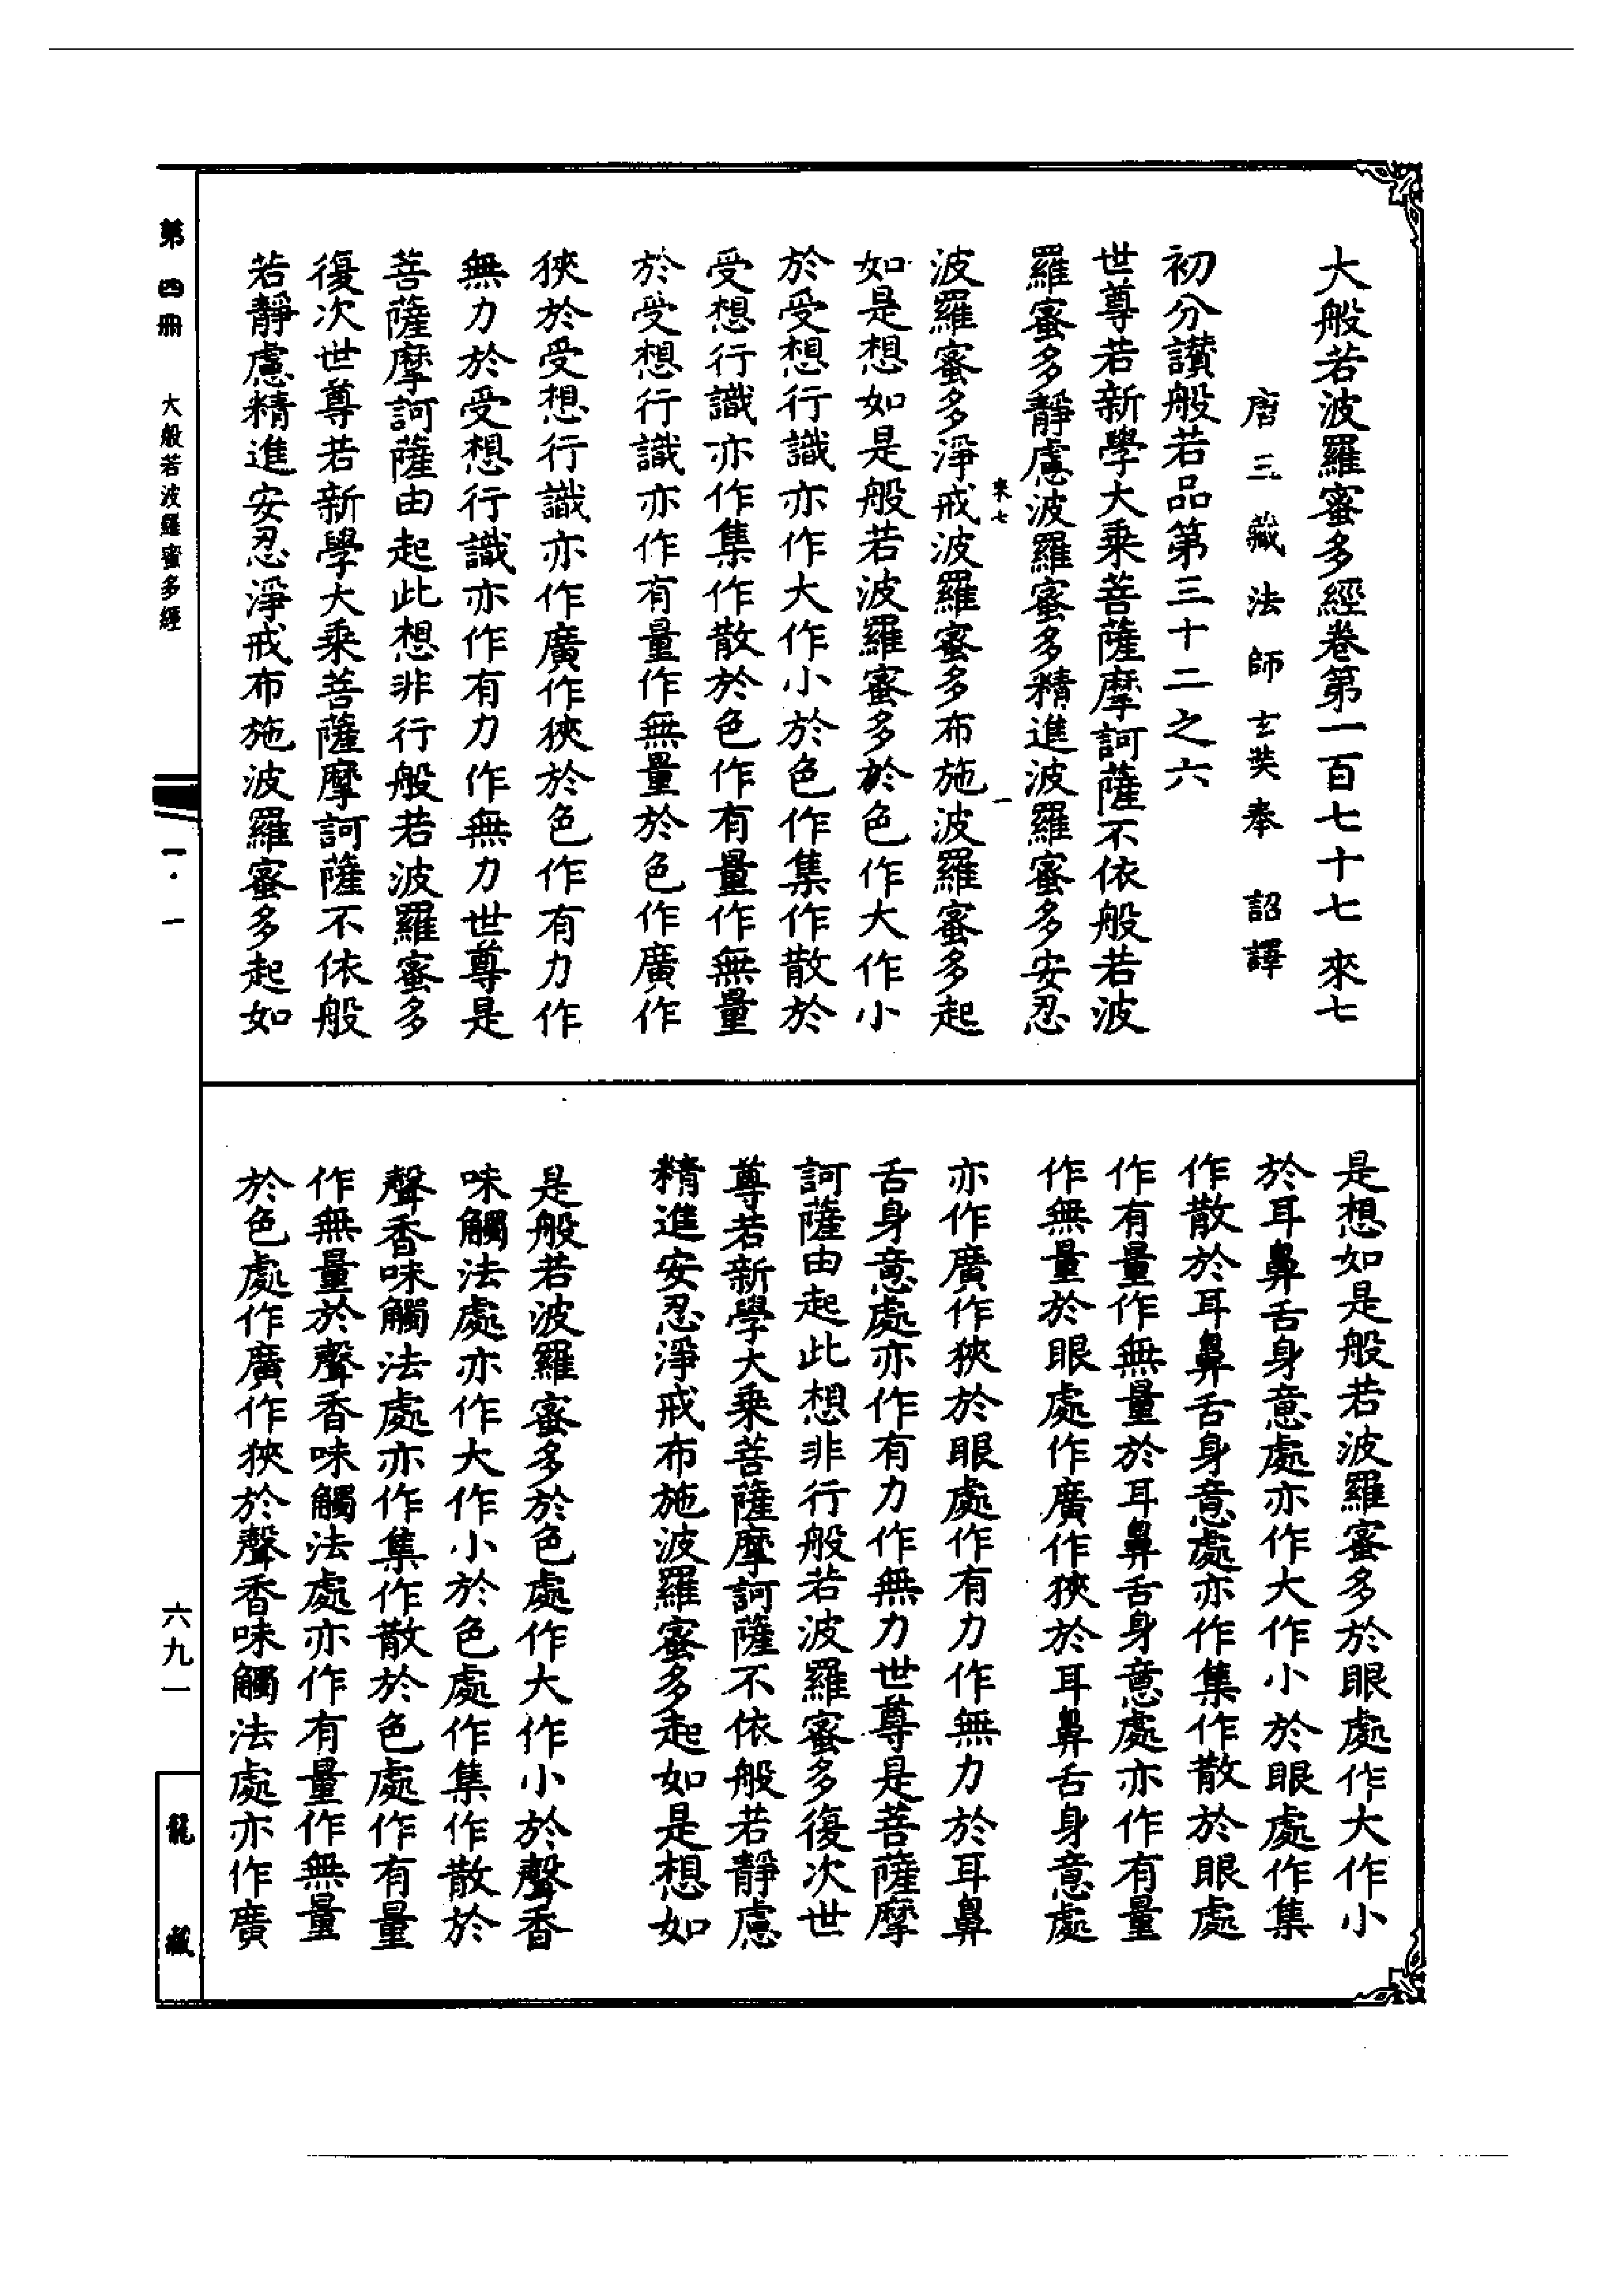 大般若波羅蜜多經卷第一百七十七 來七
唐三藏法師玄奘奉 詔譯
初分讚般若品第三十二之六
世尊若新學大乘菩薩摩訶薩不依般若波
羅蜜多靜慮波羅蜜多精進波羅蜜多安忍
來七 一
波羅蜜多淨戒波羅蜜多布施波羅蜜多起
如是想如是般若波羅蜜多於色作大作小
於受想行識亦作大作小於色作集作散於
受想行識亦作集作散於色作有量作無量
於受想行識亦作有量作無量於色作廣作
狹於受想行識亦作廣作狹於色作有力作
無力於受想行識亦作有力作無力世尊是
菩薩摩訶薩由起此想非行般若波羅蜜多
復次世尊若新學大乘菩薩摩訶薩不依般
若靜慮精進安忍淨戒布施波羅蜜多起如
是想如是般若波羅蜜多於眼處作大作小
於耳鼻舌身意處亦作大作小於眼處作集
作散於耳鼻舌身意處亦作集作散於眼處
作有量作無量於耳鼻舌身意處亦作有量
作無量於眼處作廣作狹於耳鼻舌身意處
亦作廣作狹於眼處作有力作無力於耳鼻
舌身意處亦作有力作無力世尊是菩薩摩
訶薩由起此想非行般若波羅蜜多復次世
尊若新學大乘菩薩摩訶薩不依般若靜慮
精進安忍淨戒布施波羅蜜多起如是想如
是般若波羅蜜多於色處作大作小於聲香
味觸法處亦作大作小於色處作集作散於
聲香味觸法處亦作集作散於色處作有量
作無量於聲香味觸法處亦作有量作無量
於色處作廣作狹於聲香味觸法處亦作廣
第四冊 大般若波羅蜜多經 一·一 六九一 龍藏